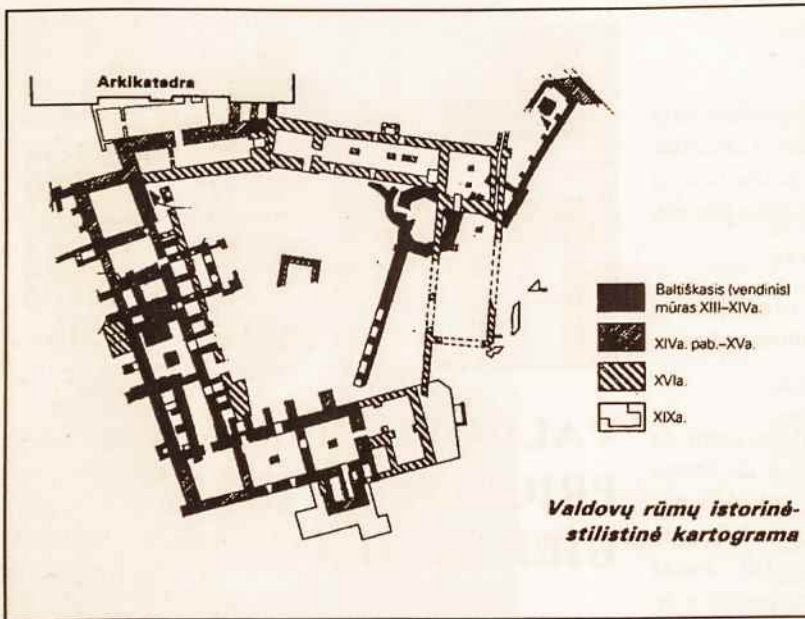 Arkikatedra
Baltiškasis (vendinis)
mūras XIII–XIVa.
XIVa. pab.–XVa.
XVIa.
XIXa.
Valdovų rūmų istorinė-
stilistinė kartograma